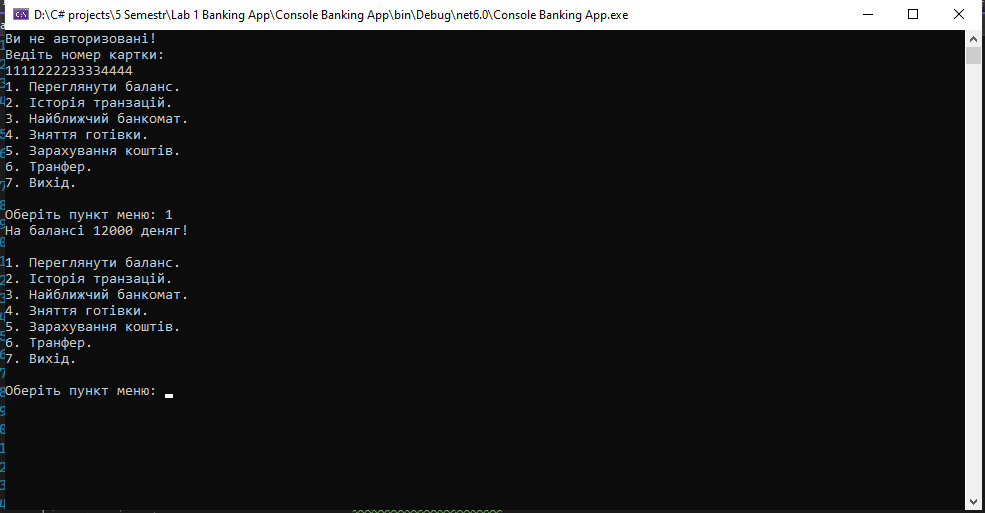 D:\C# projects\5 Semestr\Lab 1 Banking App\Console Banking App\bin\Debug\net6.0\Console Banking App.exe
Ви не авторизовані!
Ведіть номер картки:
1111222233334444
1. Переглянути баланс.
2. Історія транзацій.
3. Найближчий банкомат.
4. Зняття готівки.
5. Зарахування коштів.
6. Транфер.
7. Вихід.
Оберіть пункт меню: 1
На балансі 12000 деняг!
1. Переглянути баланс.
2. Історія транзацій.
3. Найближчий банкомат.
4. Зняття готівки.
5. Зарахування коштів.
6. Транфер.
7. Вихід.
Оберіть пункт меню: